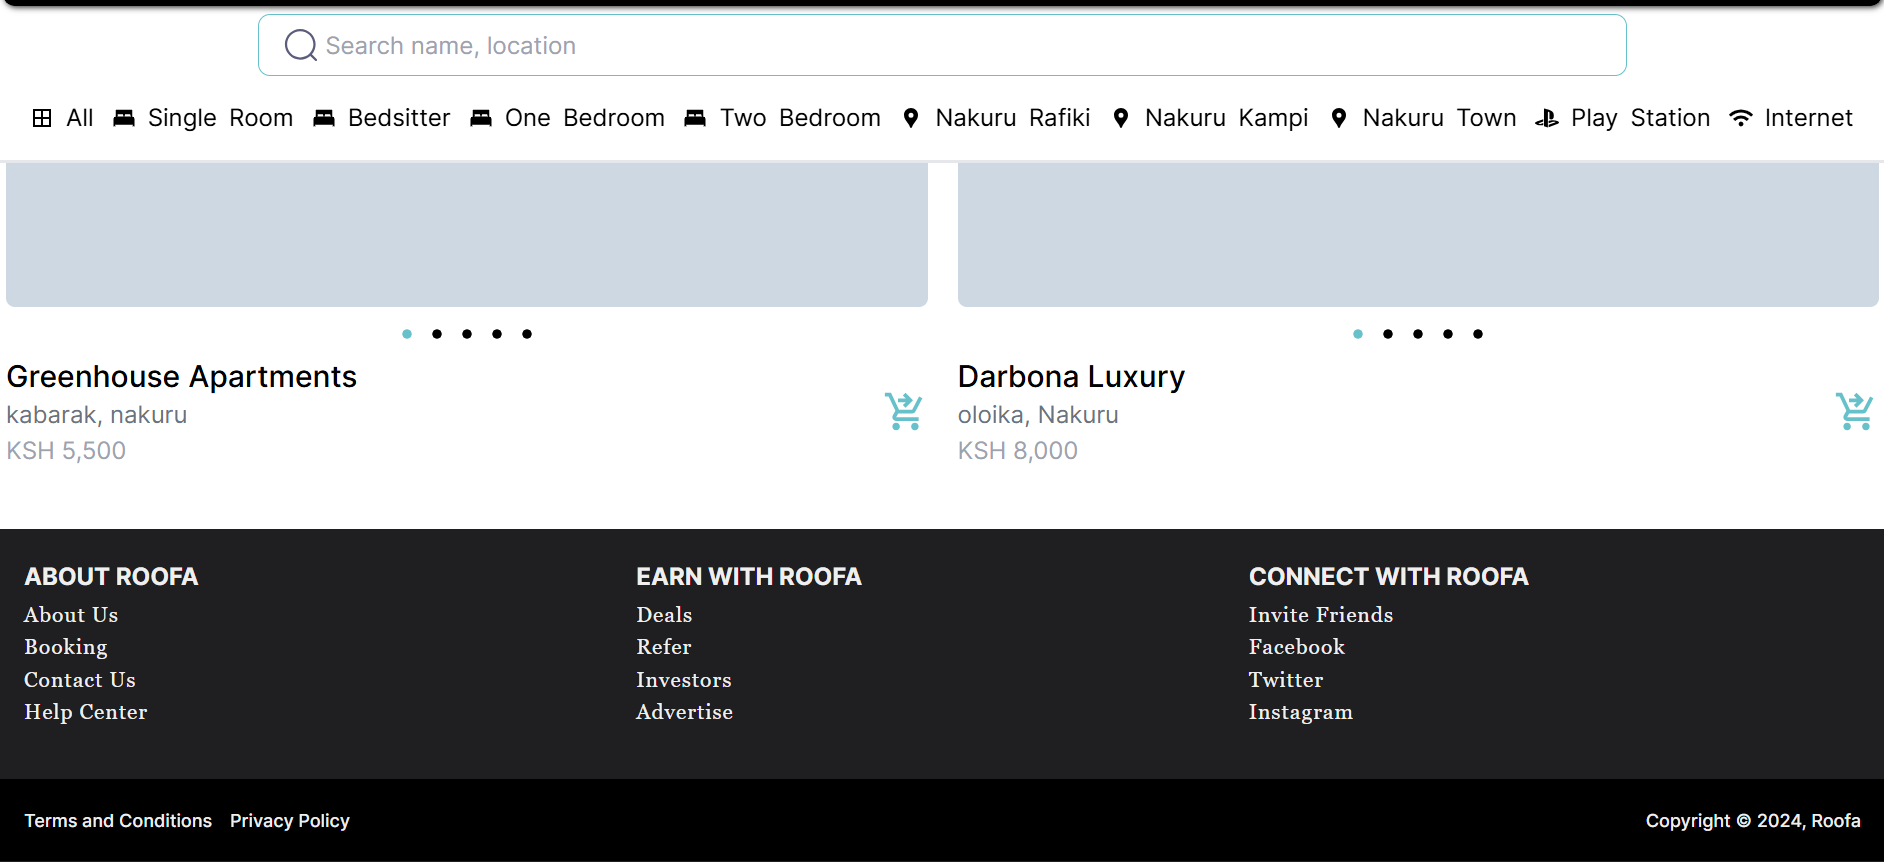 Search name, location
All Single Room Bedsitter One Bedroom Two Bedroom Nakuru Rafiki Nakuru Kampi Nakuru Town Play Station Internet
Greenhouse Apartments
kabarak, nakuru
KSH 5,500
Darbona Luxury
oloika, Nakuru
KSH 8,000
ABOUT ROOFA
About Us
Booking
Contact Us
Help Center
EARN WITH ROOFA
Deals
Refer
Investors
Advertise
CONNECT WITH ROOFA
Invite Friends
Facebook
Twitter
Instagram
Terms and Conditions Privacy Policy
Copyright © 2024, Roofa